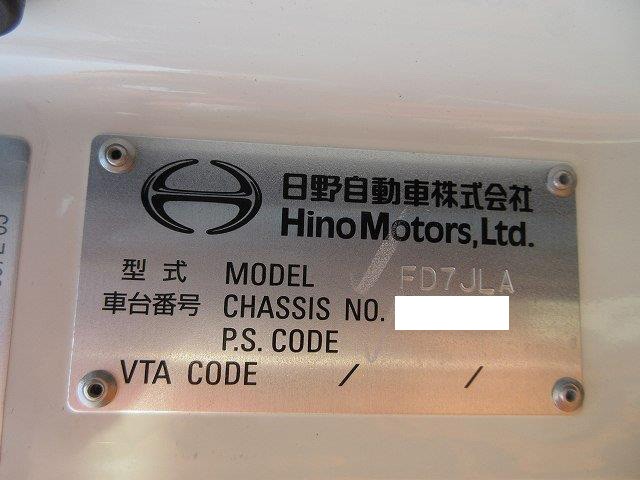 日野自動車株式会社
Hino Motors, Ltd.
型式 MODEL FD7JLA
車台番号 CHASSIS NO.
P.S. CODE
VTA CODE / /